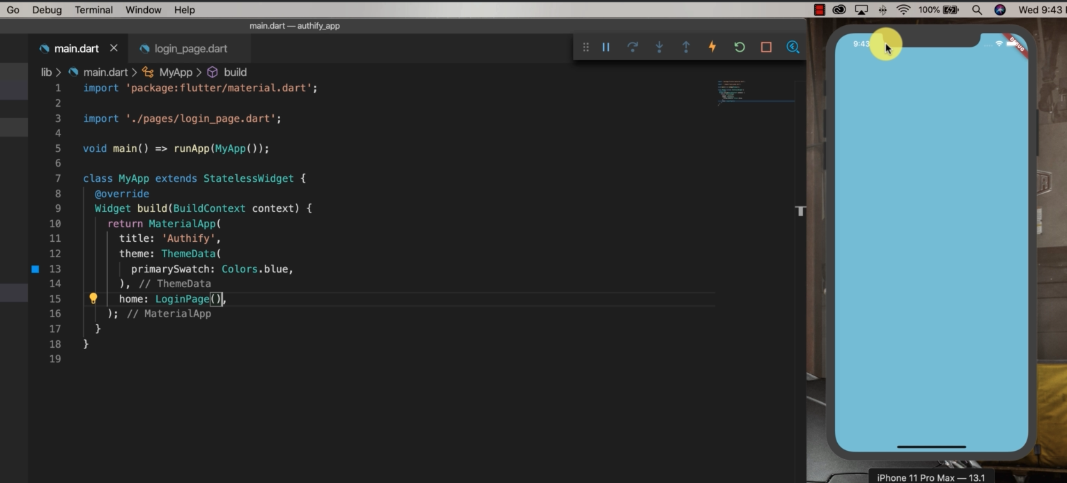 Go Debug Terminal Window Help 100% Wed 9:43
main.dart — authify_app
main.dart login_page.dart
lib > main.dart > MyApp > build
1 import 'package:flutter/material.dart';
2
3 import './pages/login_page.dart';
4
5 void main() => runApp(MyApp());
6
7 class MyApp extends StatelessWidget {
8 @override
9 Widget build(BuildContext context) {
10 return MaterialApp(
11 title: 'Authify',
12 theme: ThemeData(
13 primarySwatch: Colors.blue,
14 ), // ThemeData
15 home: LoginPage(),
16 ); // MaterialApp
17 }
18 }
19
9:43
DEBUG
iPhone 11 Pro Max — 13.1